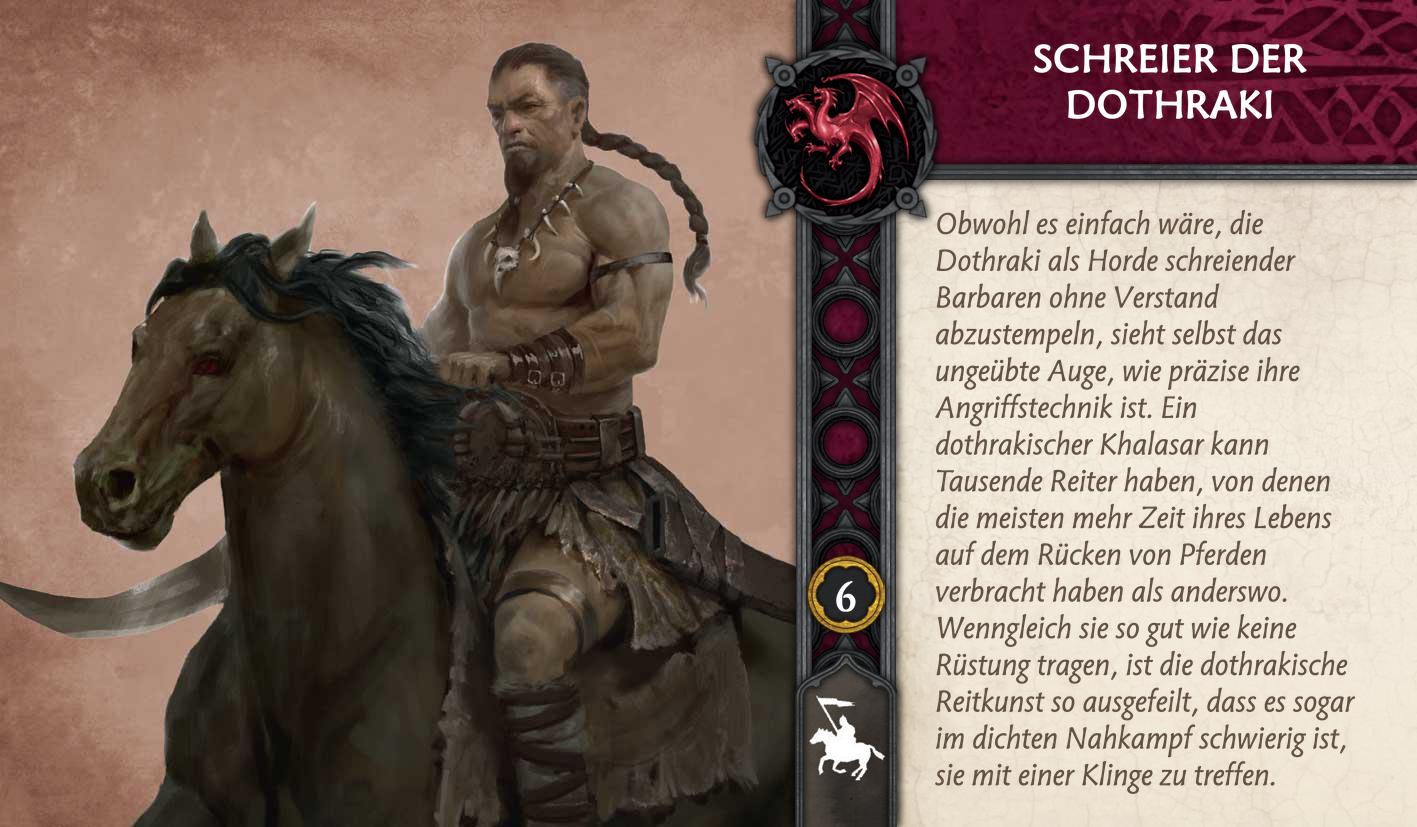 SCHREIER DER
DOTHRAKI
Obwohl es einfach wäre, die
Dothraki als Horde schreiender
Barbaren ohne Verstand
abzustempeln, sieht selbst das
ungeübte Auge, wie präzise ihre
Angriffstechnik ist. Ein
dothrakischer Khalasar kann
Tausende Reiter haben, von denen
die meisten mehr Zeit ihres Lebens
auf dem Rücken von Pferden
verbracht haben als anderswo.
Wenngleich sie so gut wie keine
Rüstung tragen, ist die dothrakische
Reitkunst so ausgefeilt, dass es sogar
im dichten Nahkampf schwierig ist,
sie mit einer Klinge zu treffen.
6